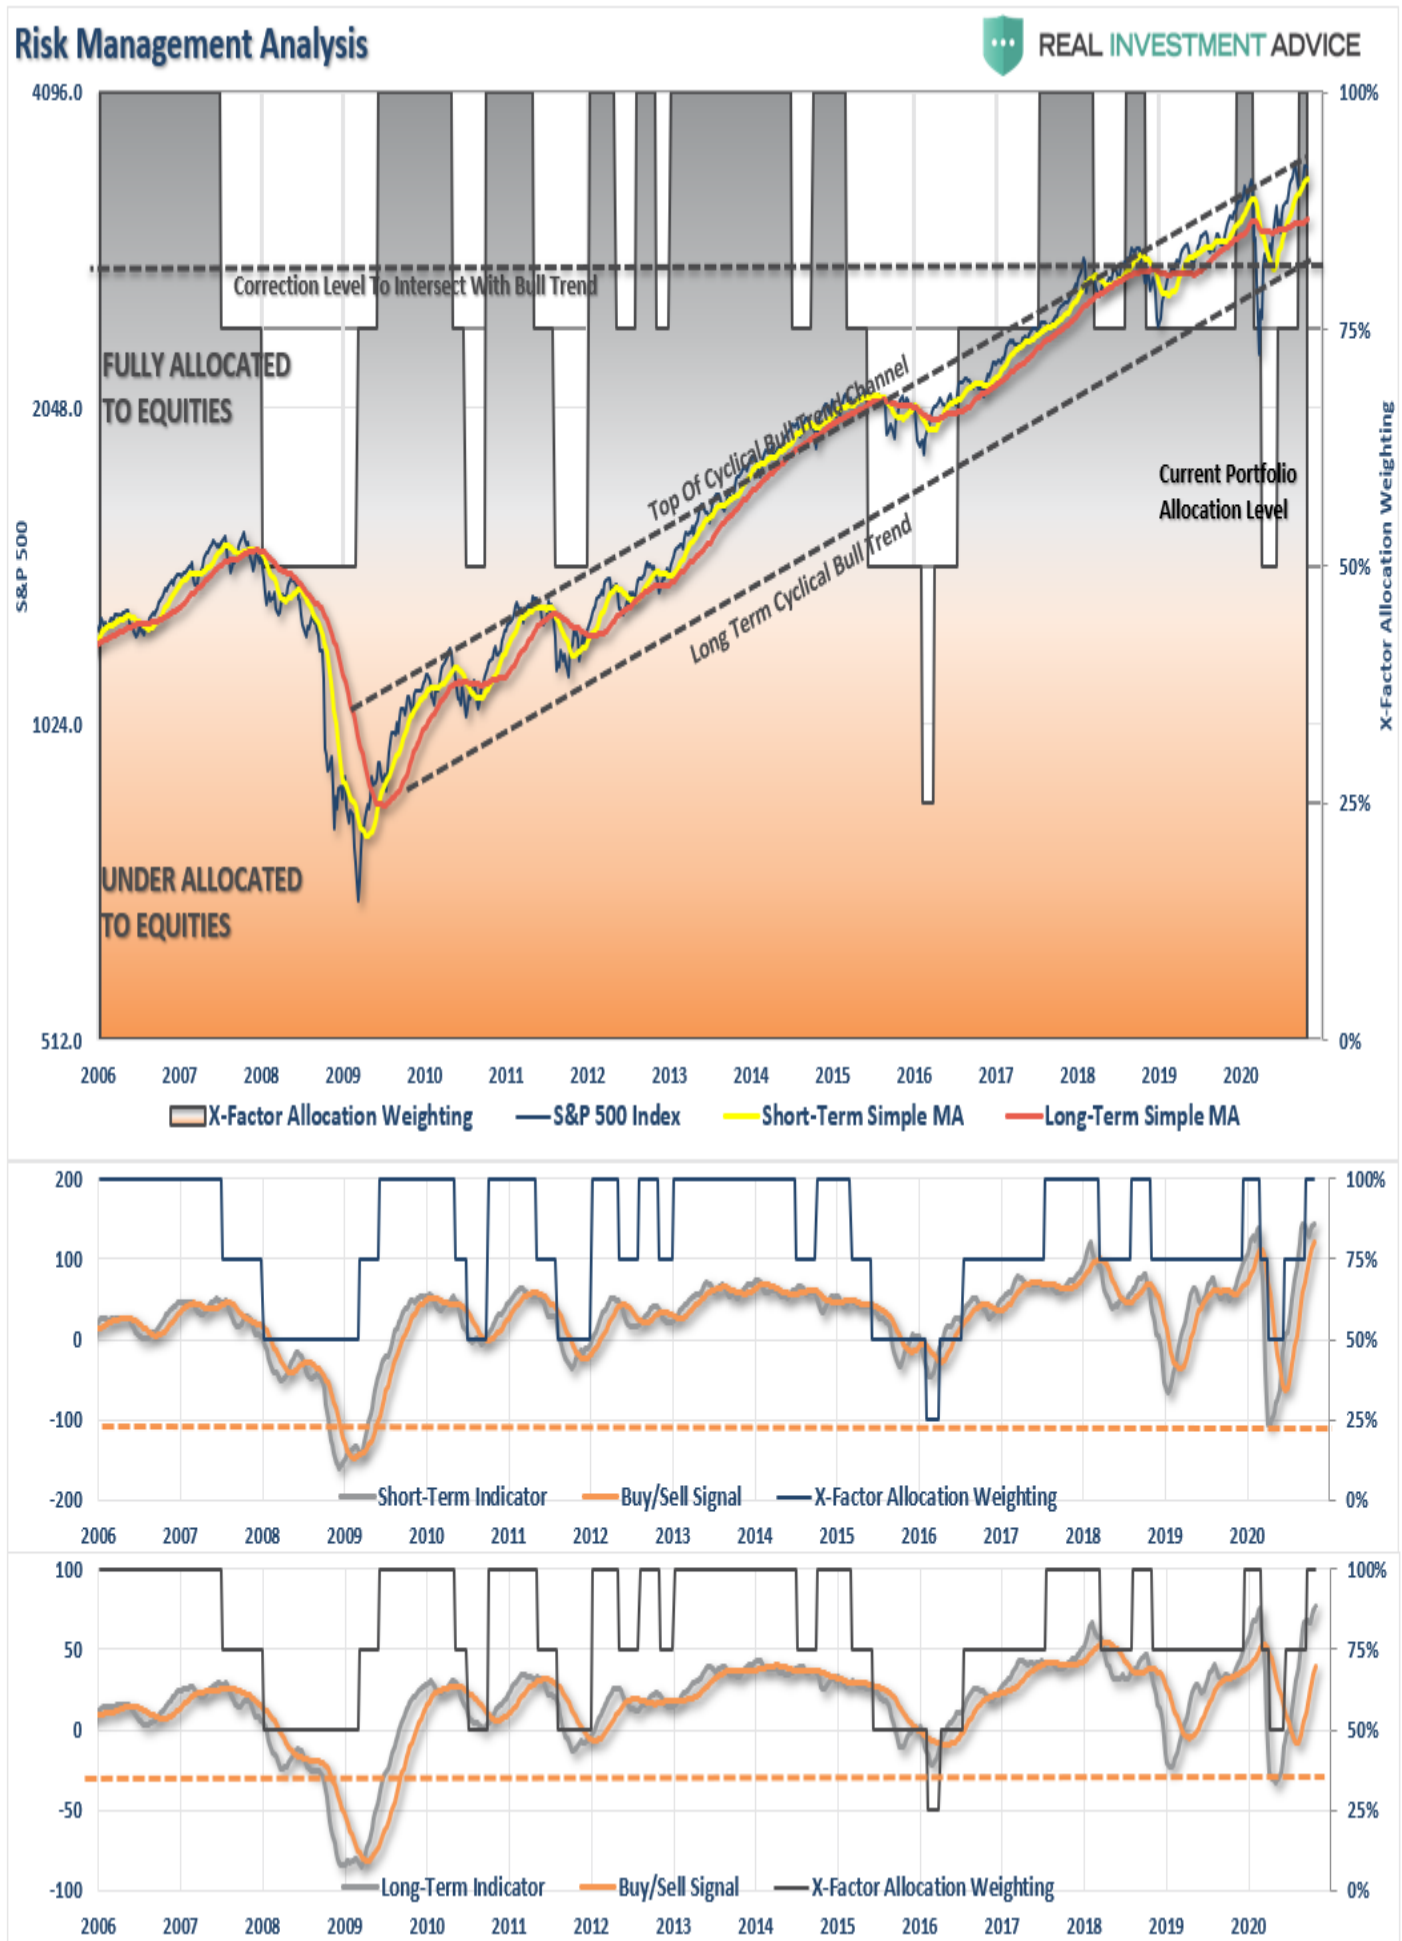 Risk Management Analysis
REAL INVESTMENT ADVICE
4096.0
100%
Correction Level To Intersect With Bull Trend
75%
FULLY ALLOCATED
TO EQUITIES
2048.0
Top Of Cyclical Bull Trend Channel
Current Portfolio
Allocation Level
S&P 500
X-Factor Allocation Weighting
50%
Long Term Cyclical Bull Trend
1024.0
25%
UNDER ALLOCATED
TO EQUITIES
512.0
0%
2006 2007 2008 2009 2010 2011 2012 2013 2014 2015 2016 2017 2018 2019 2020
X-Factor Allocation Weighting S&P 500 Index Short-Term Simple MA Long-Term Simple MA
200 100%
100 75%
0 50%
-100 25%
-200 0%
Short-Term Indicator Buy/Sell Signal X-Factor Allocation Weighting
2006 2007 2008 2009 2010 2011 2012 2013 2014 2015 2016 2017 2018 2019 2020
100 100%
50 75%
0 50%
-50 25%
-100 0%
Long-Term Indicator Buy/Sell Signal X-Factor Allocation Weighting
2006 2007 2008 2009 2010 2011 2012 2013 2014 2015 2016 2017 2018 2019 2020